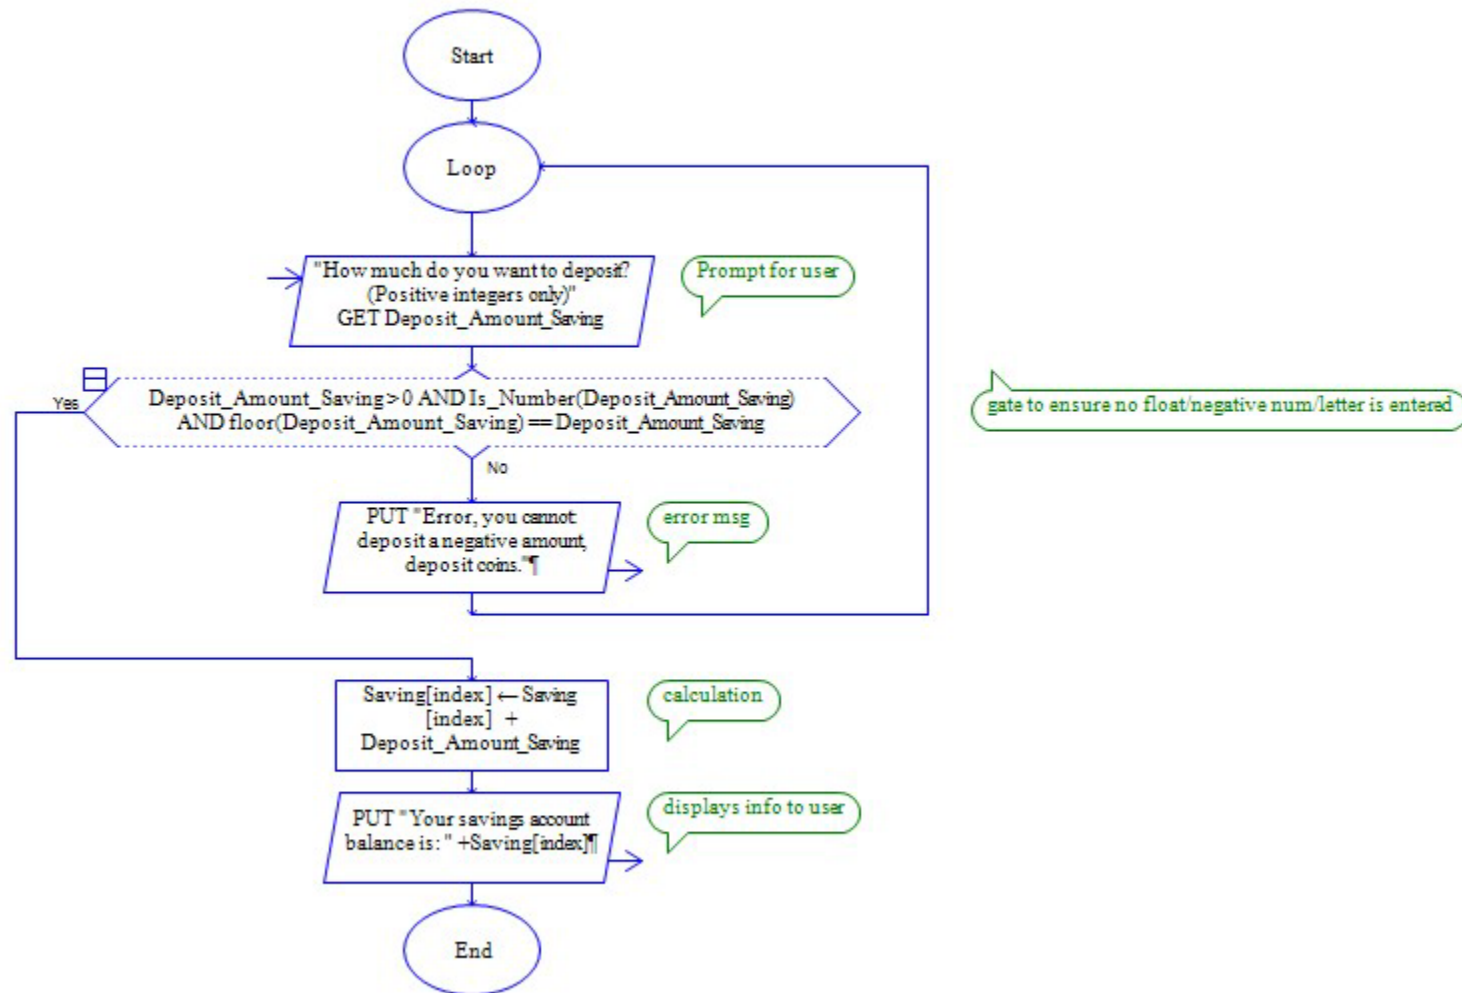 Start
Loop
"How much do you want to deposit?
(Positive integers only)"
GET Deposit_Amount_Saving
Prompt for user
Yes
Deposit_Amount_Saving > 0 AND Is_Number(Deposit_Amount_Saving)
AND floor(Deposit_Amount_Saving) == Deposit_Amount_Saving
gate to ensure no float/negative num/letter is entered
No
PUT "Error, you cannot
deposit a negative amount,
deposit coins."¶
error msg
Saving[index] ← Saving
[index] +
Deposit_Amount_Saving
calculation
PUT "Your savings account
balance is: " +Saving[index]¶
displays info to user
End